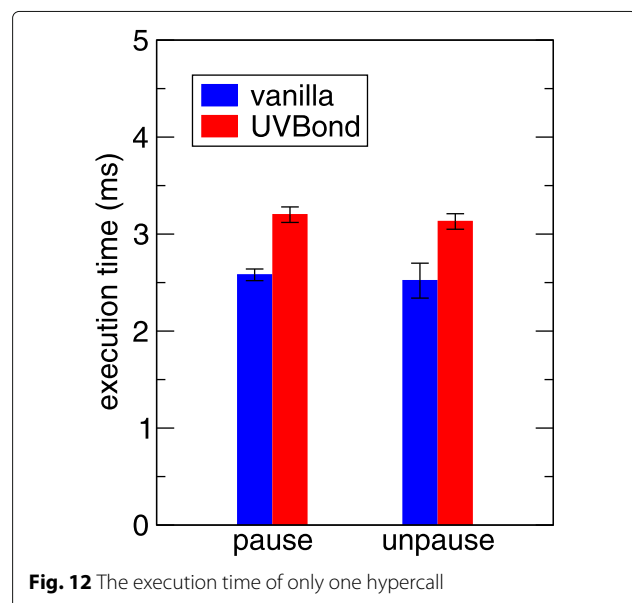 5
4
3
2
1
0
execution time (ms)
vanilla
UVBond
pause unpause
Fig. 12 The execution time of only one hypercall